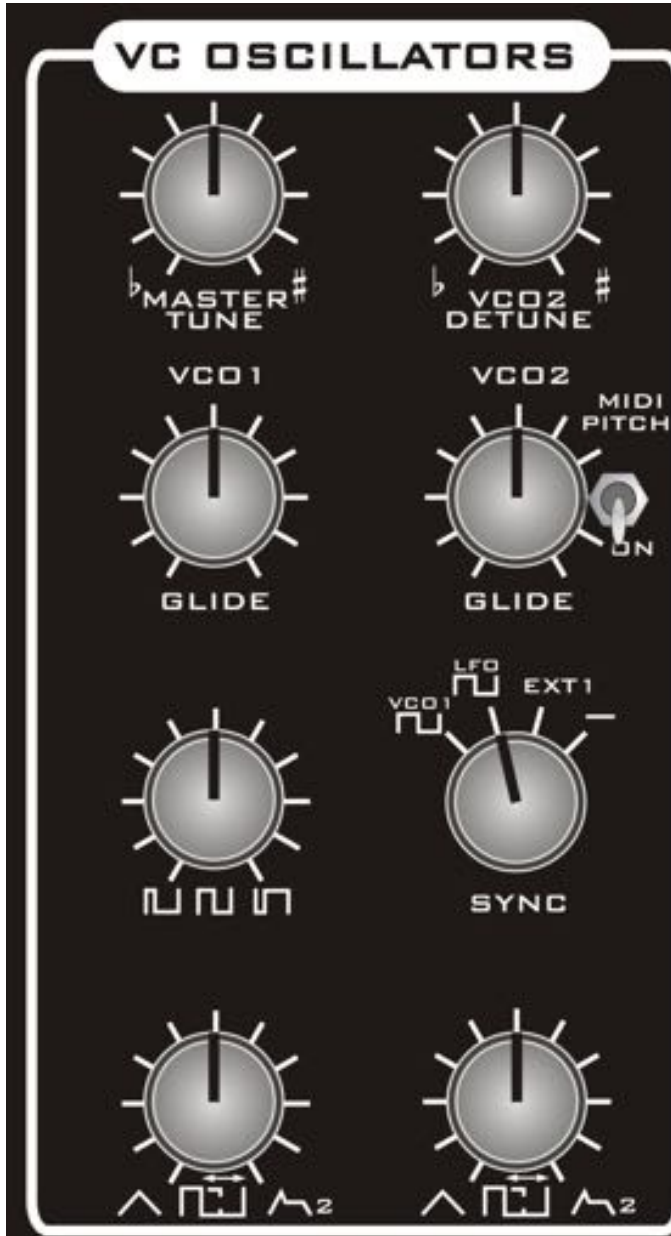 VC OSCILLATORS
♭ ♯
MASTER
TUNE
♭ ♯
VCO2
DETUNE
VCO1
VCO2
MIDI
PITCH
ON
GLIDE
GLIDE
VCO1
LFO
EXT1
SYNC
2
2